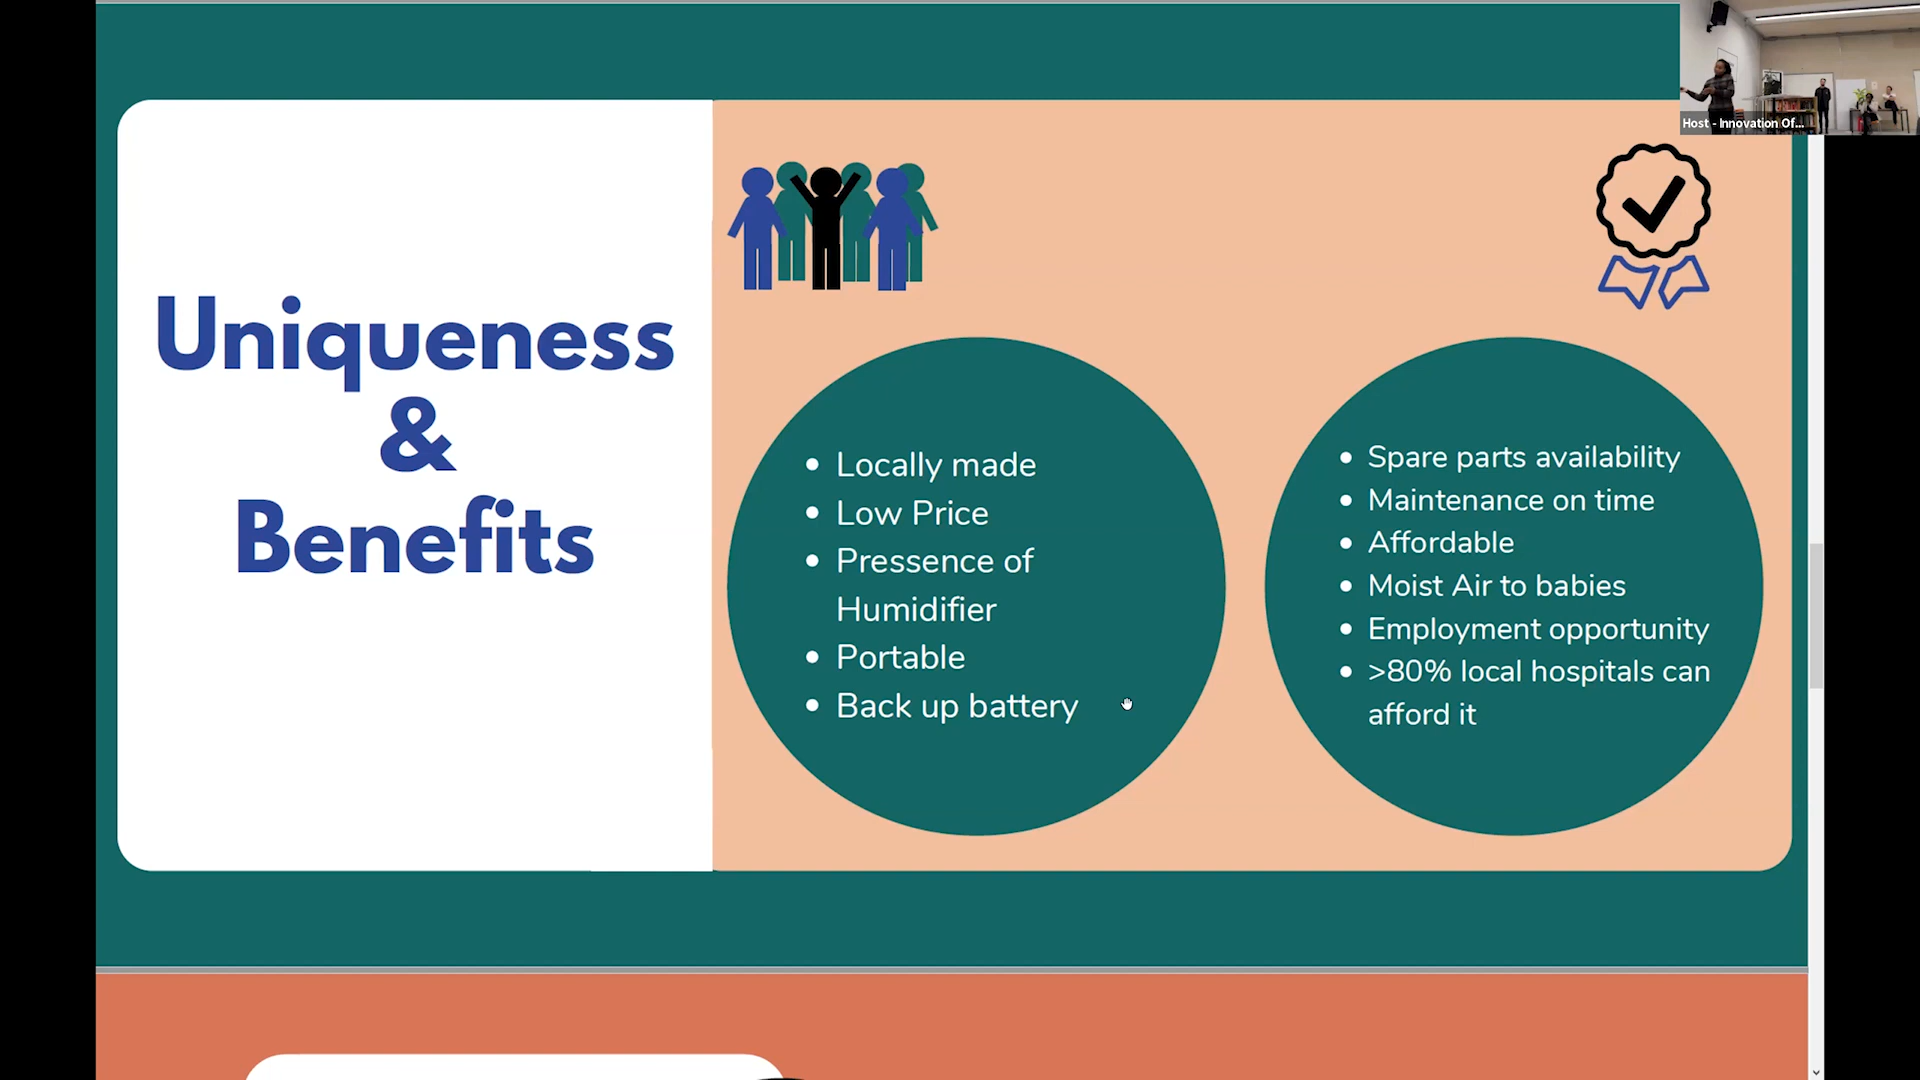 Host - Innovation Of...
Uniqueness
&
Benefits
• Locally made
• Low Price
• Pressence of
Humidifier
• Portable
• Back up battery
• Spare parts availability
• Maintenance on time
• Affordable
• Moist Air to babies
• Employment opportunity
• >80% local hospitals can
afford it